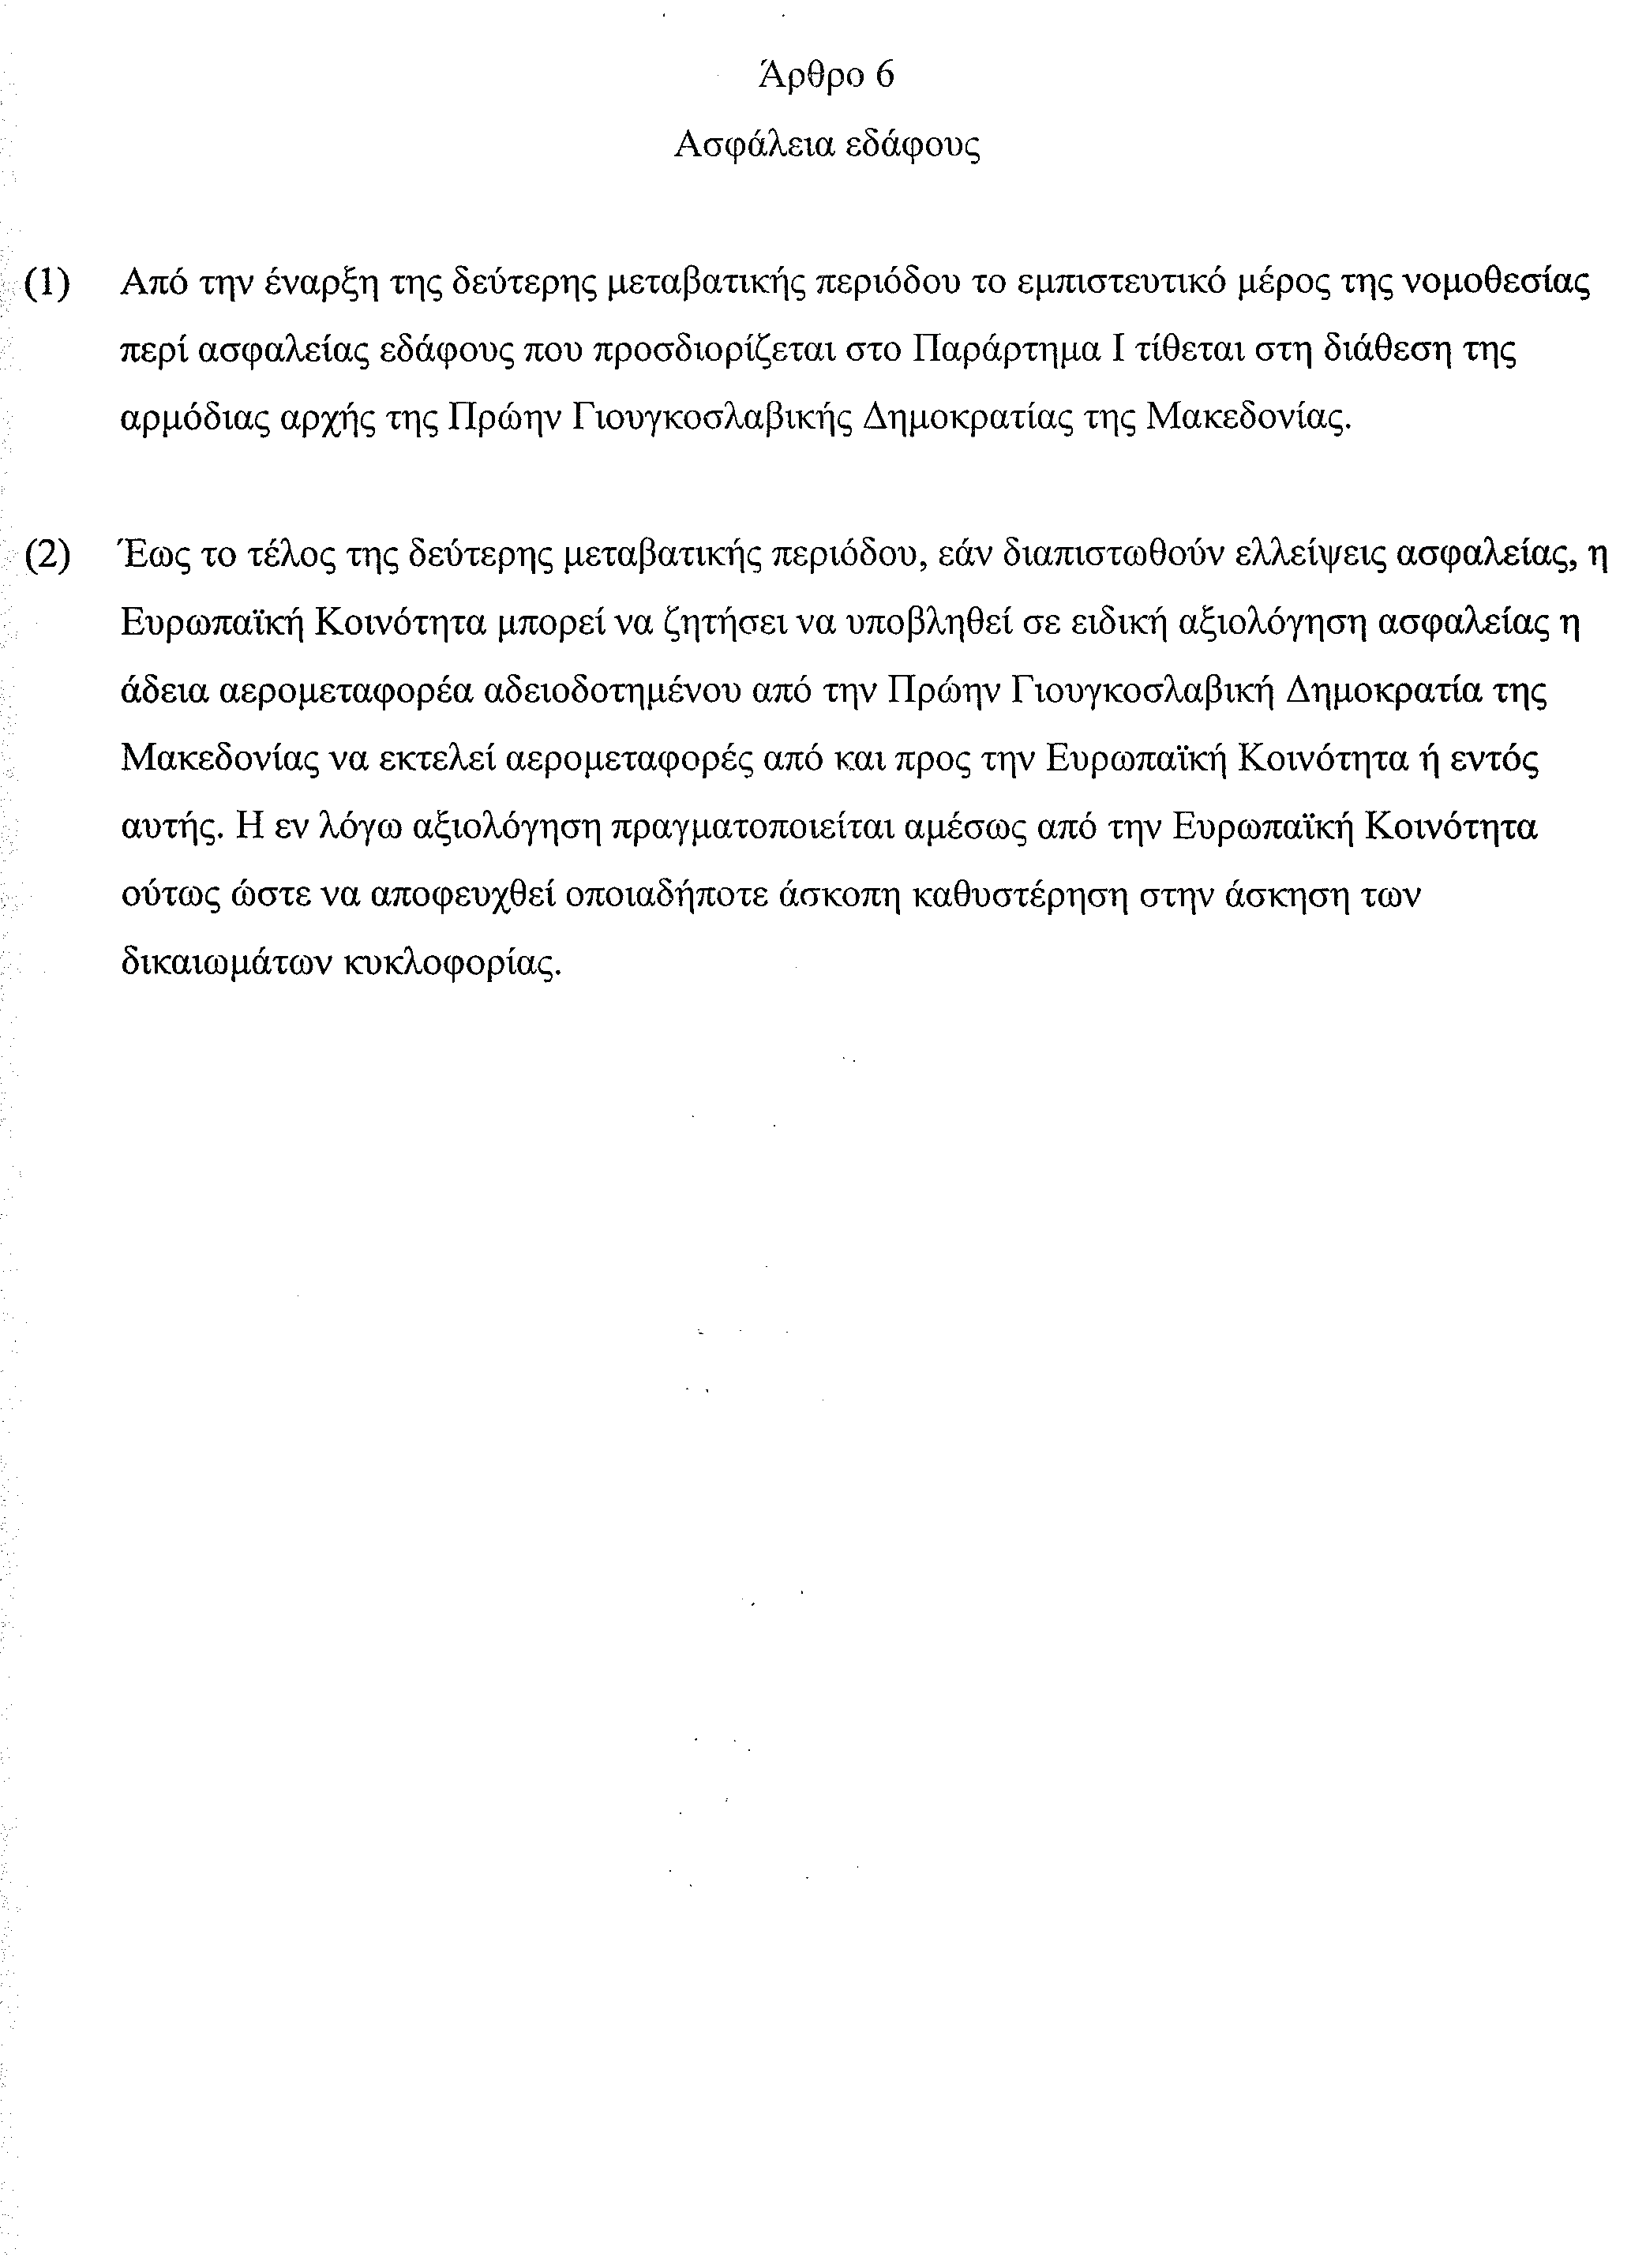 Άρθρο 6
Ασφάλεια εδάφους
(1) Από την έναρξη της δεύτερης μεταβατικής περιόδου το εμπιστευτικό μέρος της νομοθεσίας
περί ασφαλείας εδάφους που προσδιορίζεται στο Παράρτημα Ι τίθεται στη διάθεση της
αρμόδιας αρχής της Πρώην Γιουγκοσλαβικής Δημοκρατίας της Μακεδονίας.
(2) Έως το τέλος της δεύτερης μεταβατικής περιόδου, εάν διαπιστωθούν ελλείψεις ασφαλείας, η
Ευρωπαϊκή Κοινότητα μπορεί να ζητήσει να υποβληθεί σε ειδική αξιολόγηση ασφαλείας η
άδεια αερομεταφορέα αδειοδοτημένου από την Πρώην Γιουγκοσλαβική Δημοκρατία της
Μακεδονίας να εκτελεί αερομεταφορές από και προς την Ευρωπαϊκή Κοινότητα ή εντός
αυτής. Η εν λόγω αξιολόγηση πραγματοποιείται αμέσως από την Ευρωπαϊκή Κοινότητα
ούτως ώστε να αποφευχθεί οποιαδήποτε άσκοπη καθυστέρηση στην άσκηση των
δικαιωμάτων κυκλοφορίας.